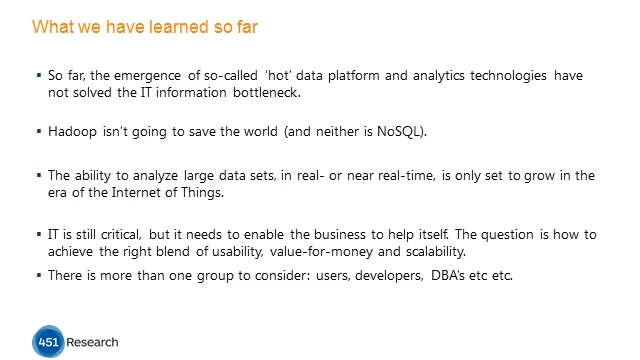 What we have learned so far
▪ So far, the emergence of so-called ‘hot’ data platform and analytics technologies have
not solved the IT information bottleneck.
▪ Hadoop isn’t going to save the world (and neither is NoSQL).
▪ The ability to analyze large data sets, in real- or near real-time, is only set to grow in the
era of the Internet of Things.
▪ IT is still critical, but it needs to enable the business to help itself. The question is how to
achieve the right blend of usability, value-for-money and scalability.
▪ There is more than one group to consider: users, developers, DBA’s etc etc.
451 Research